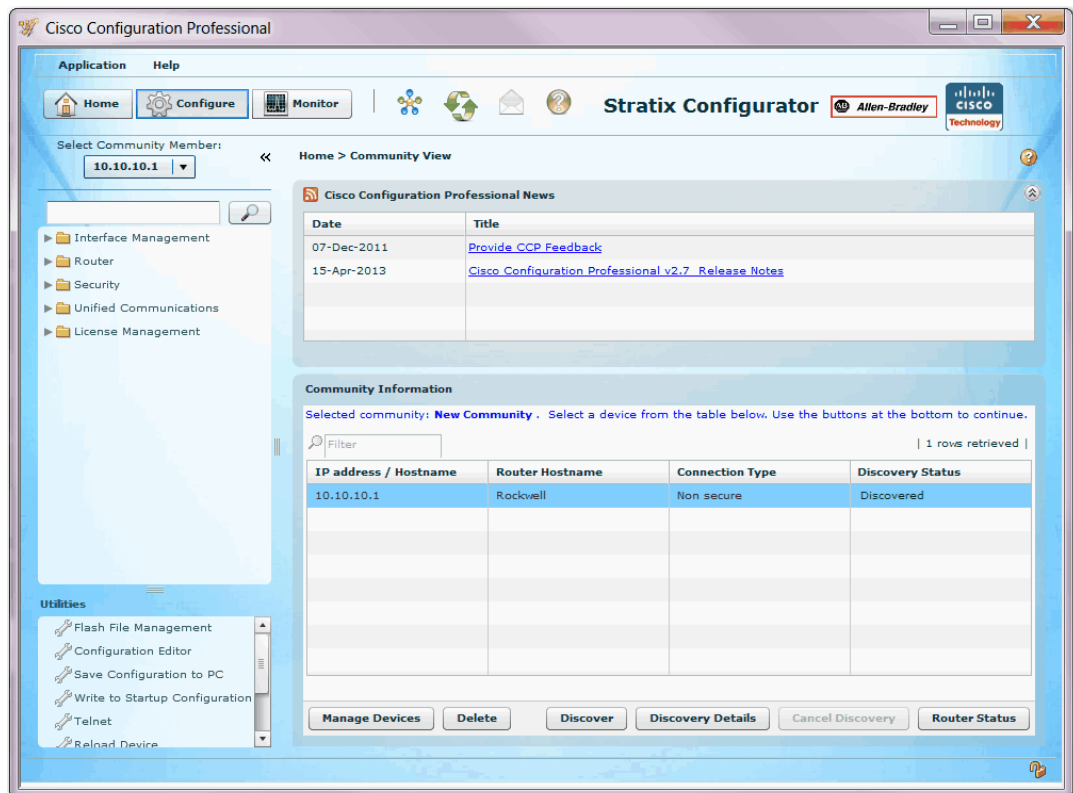 Cisco Configuration Professional
Application Help
Home Configure Monitor
Stratix Configurator
AB Allen-Bradley
CISCO
Technology
Select Community Member:
10.10.10.1
Interface Management
Router
Security
Unified Communications
License Management
Utilities
Flash File Management
Configuration Editor
Save Configuration to PC
Write to Startup Configuration
Telnet
Reload Device
Home > Community View
Cisco Configuration Professional News
Date Title
07-Dec-2011 Provide CCP Feedback
15-Apr-2013 Cisco Configuration Professional v2.7 Release Notes
Community Information
Selected community: New Community . Select a device from the table below. Use the buttons at the bottom to continue.
Filter
| 1 rows retrieved |
IP address / Hostname Router Hostname Connection Type Discovery Status
10.10.10.1 Rockwell Non secure Discovered
Manage Devices Delete Discover Discovery Details Cancel Discovery Router Status